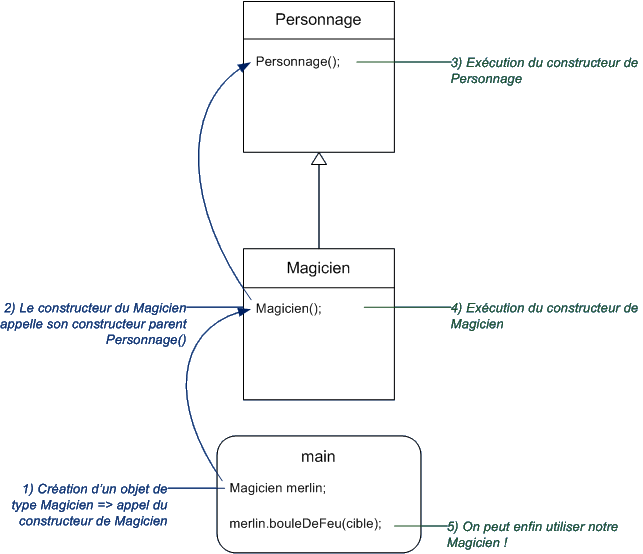 Personnage
Personnage();
3) Exécution du constructeur de
Personnage
Magicien
2) Le constructeur du Magicien
appelle son constructeur parent
Personnage()
Magicien();
4) Exécution du constructeur de
Magicien
main
1) Création d'un objet de
type Magicien => appel du
constructeur de Magicien
Magicien merlin;
merlin.bouleDeFeu(cible);
5) On peut enfin utiliser notre
Magicien !